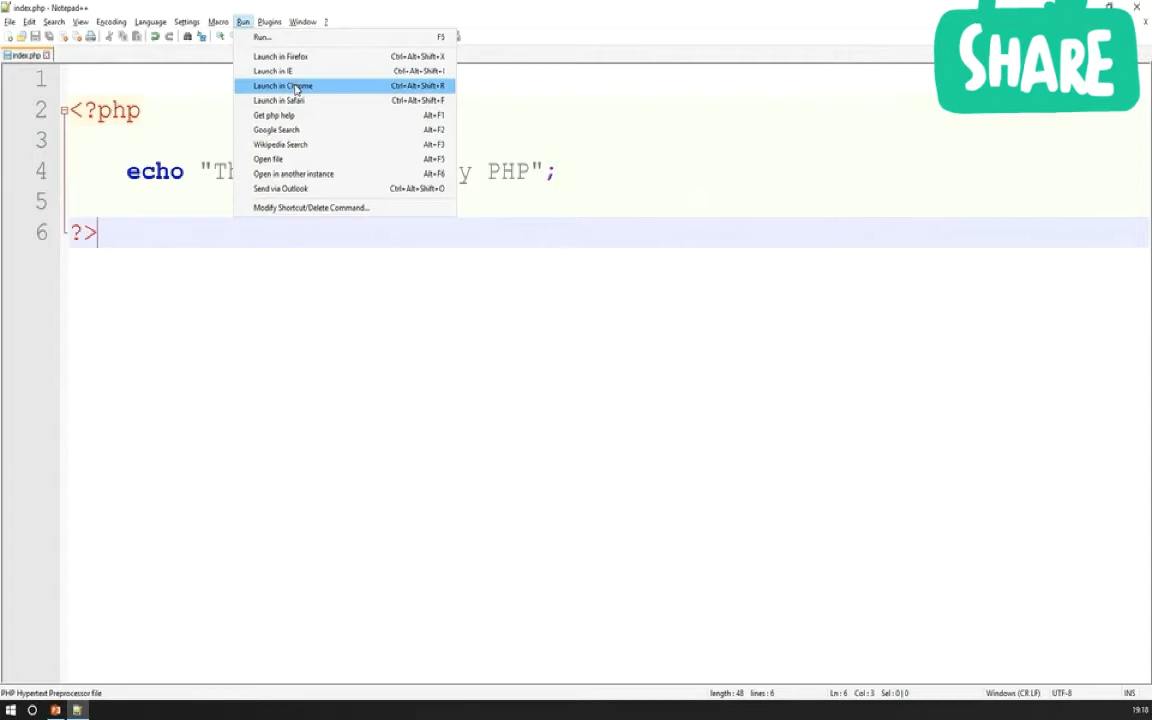 index.php - Notepad++
File Edit Search View Encoding Language Settings Macro Run Plugins Window ?
Run... F5
Launch in Firefox Ctrl+Alt+Shift+X
Launch in IE Ctrl+Alt+Shift+I
Launch in Chrome Ctrl+Alt+Shift+R
Launch in Safari Ctrl+Alt+Shift+F
Get php help Alt+F1
Google Search Alt+F2
Wikipedia Search Alt+F3
Open file Alt+F5
Open in another instance Alt+F6
Send via Outlook Ctrl+Alt+Shift+O
Modify Shortcut/Delete Command...
SHARE
index.php
1
2 <?php
3
4 echo "Th y PHP";
5
6 ?>
PHP Hypertext Preprocessor file length : 48 lines : 6 Ln : 6 Col : 3 Sel : 0 | 0 Windows (CR LF) UTF-8 INS
19:18